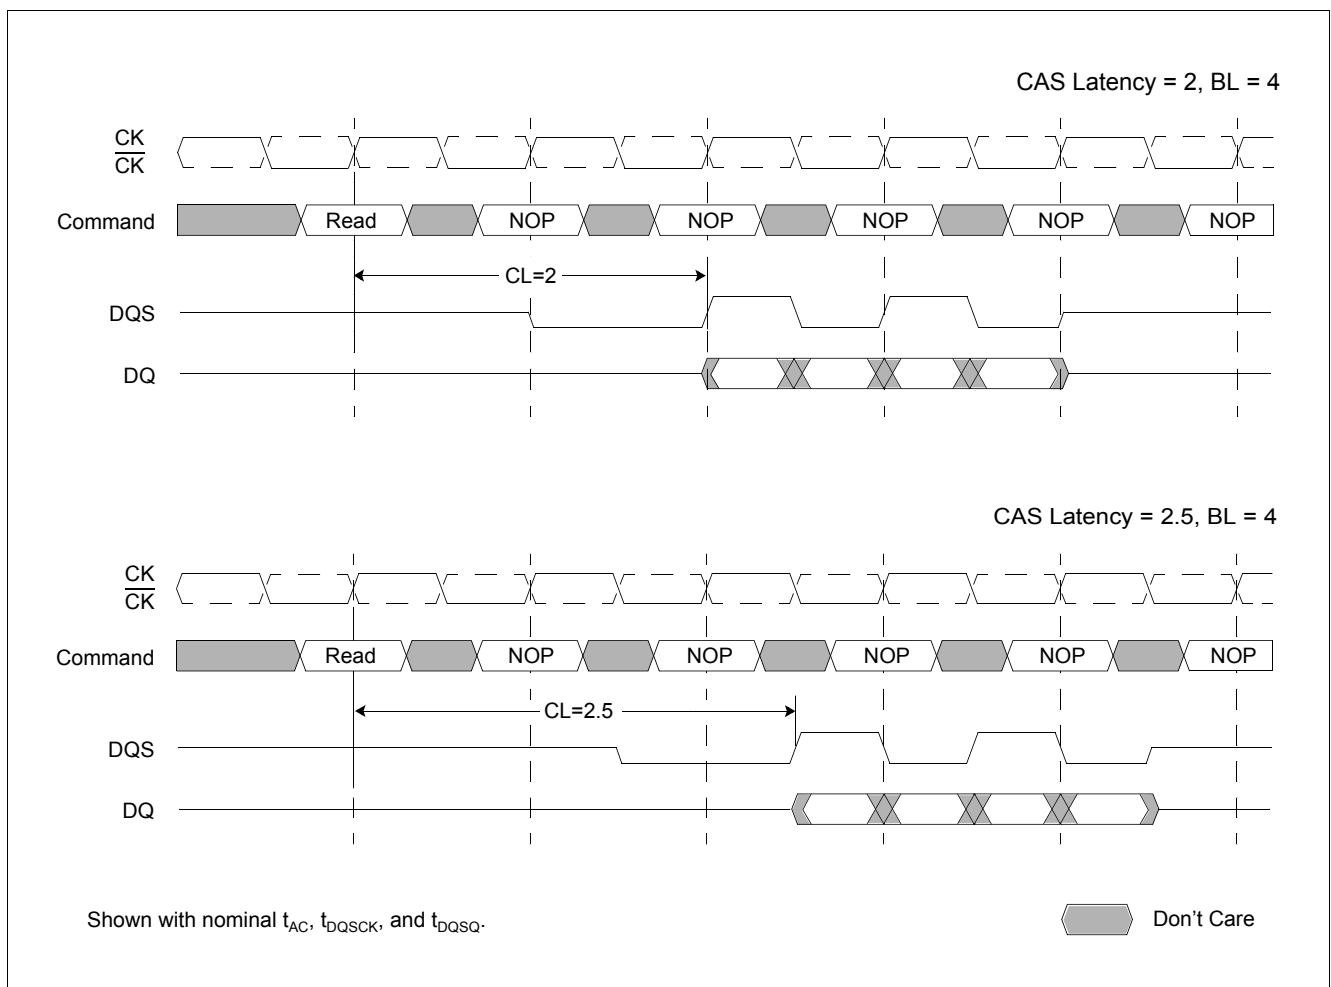 CAS Latency = 2, BL = 4
CK
CK
Command
Read NOP NOP NOP NOP NOP
CL=2
DQS
DQ
CAS Latency = 2.5, BL = 4
CK
CK
Command
Read NOP NOP NOP NOP NOP
CL=2.5
DQS
DQ
Shown with nominal tAC, tDQSCK, and tDQSQ.
Don't Care